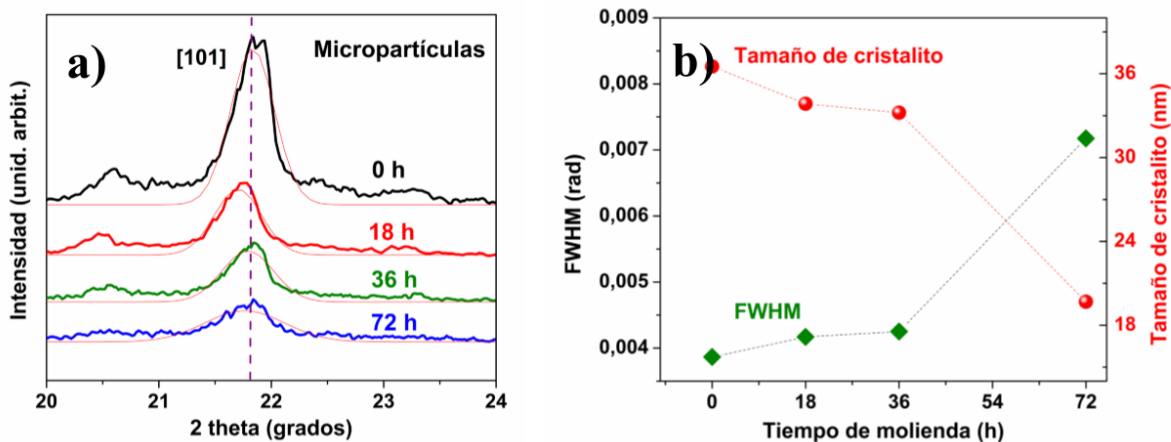 a)
[101]
Micropartículas
0 h
18 h
36 h
72 h
Intensidad (unid. arbit.)
20 21 22 23 24
2 theta (grados)
b)
0,009
0,008
0,007
0,006
0,005
0,004
FWHM (rad)
Tamaño de cristalito
FWHM
36
30
24
18
Tamaño de cristalito (nm)
0 18 36 54 72
Tiempo de molienda (h)